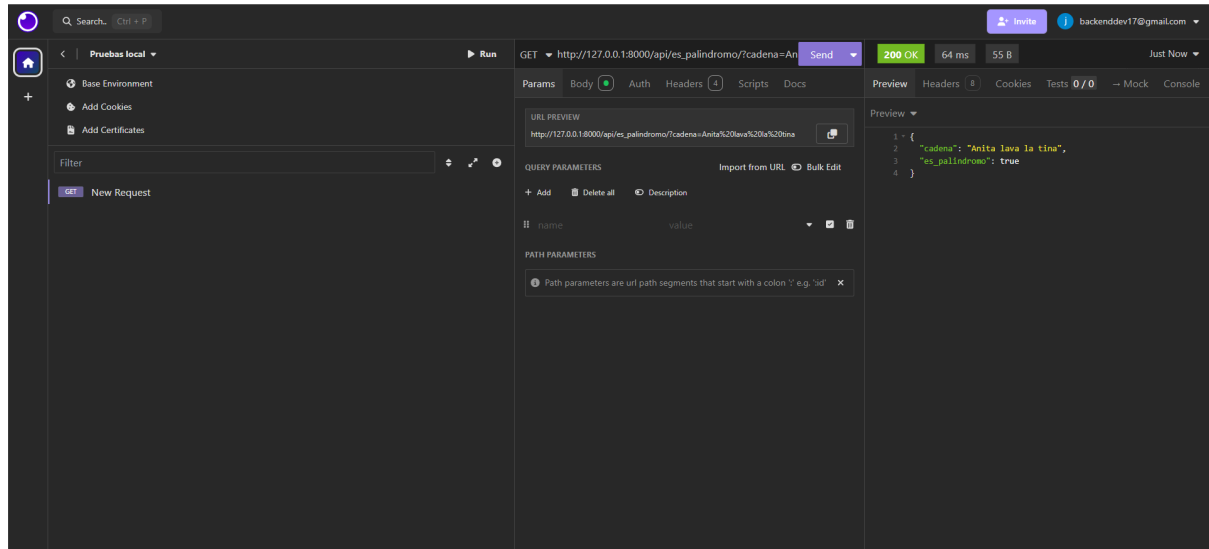 Search.. Ctrl + P
Invite
j backenddev17@gmail.com
Pruebas local
Run
Base Environment
Add Cookies
Add Certificates
Filter
GET New Request
GET http://127.0.0.1:8000/api/es_palindromo/?cadena=An Send
Params Body Auth Headers 4 Scripts Docs
URL PREVIEW
http://127.0.0.1:8000/api/es_palindromo/?cadena=Anita%20lava%20la%20tina
QUERY PARAMETERS Import from URL Bulk Edit
+ Add Delete all Description
name value
PATH PARAMETERS
Path parameters are url path segments that start with a colon ':' e.g. ':id'
200 OK 64 ms 55 B Just Now
Preview Headers 8 Cookies Tests 0 / 0 → Mock Console
Preview
1 {
2 "cadena": "Anita lava la tina",
3 "es_palindromo": true
4 }